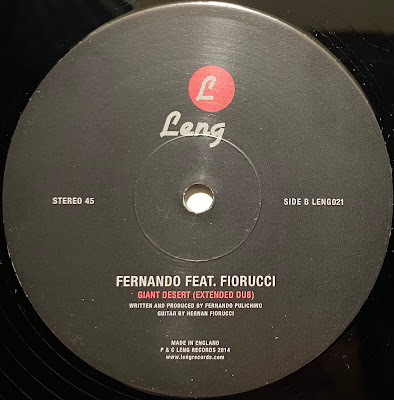 L
Leng
STEREO 45
SIDE B LENG021
FERNANDO FEAT. FIORUCCI
GIANT DESERT (EXTENDED DUB)
WRITTEN AND PRODUCED BY FERNANDO PULICHINO
GUITAR BY HERNAN FIORUCCI
MADE IN ENGLAND
P & C LENG RECORDS 2014
www.lengrecords.com